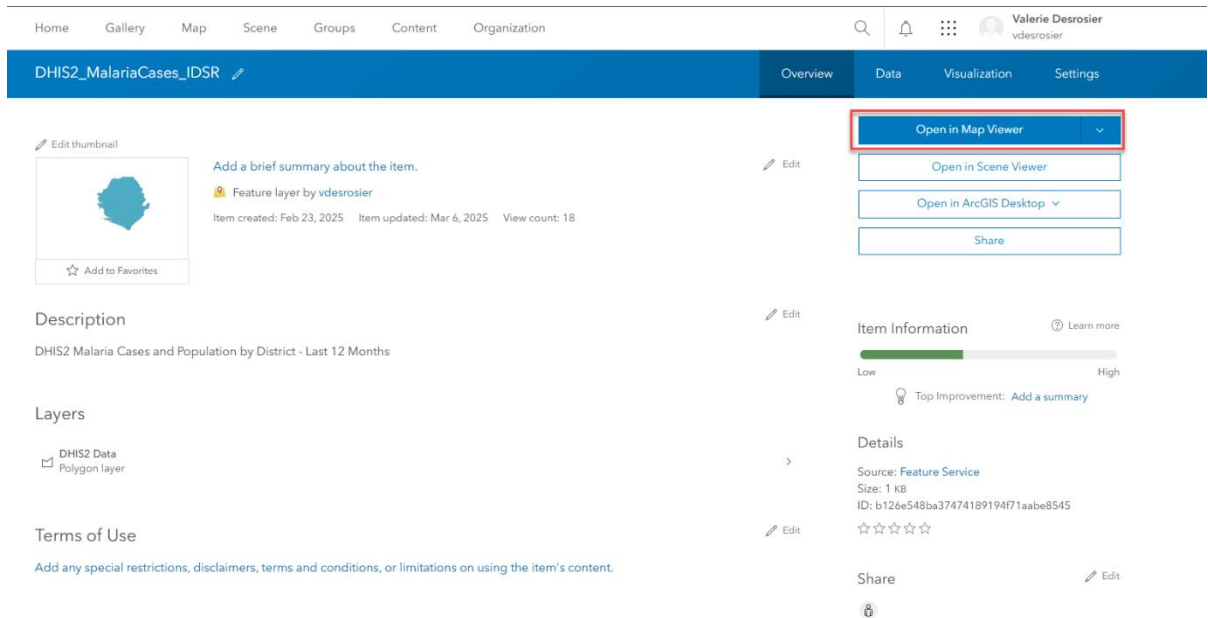 Home Gallery Map Scene Groups Content Organization
Valerie Desrosier
vdesrosier
DHIS2_MalariaCases_IDSR
Overview Data Visualization Settings
Edit thumbnail
Add to Favorites
Add a brief summary about the item.
Edit
Feature layer by vdesrosier
Item created: Feb 23, 2025 Item updated: Mar 6, 2025 View count: 18
Description
Edit
DHIS2 Malaria Cases and Population by District - Last 12 Months
Layers
DHIS2 Data
Polygon layer
Terms of Use
Edit
Add any special restrictions, disclaimers, terms and conditions, or limitations on using the item's content.
Open in Map Viewer
Open in Scene Viewer
Open in ArcGIS Desktop
Share
Item Information
Learn more
Low High
Top Improvement: Add a summary
Details
Source: Feature Service
Size: 1 KB
ID: b126e548ba37474189194f71aabe8545
Share
Edit